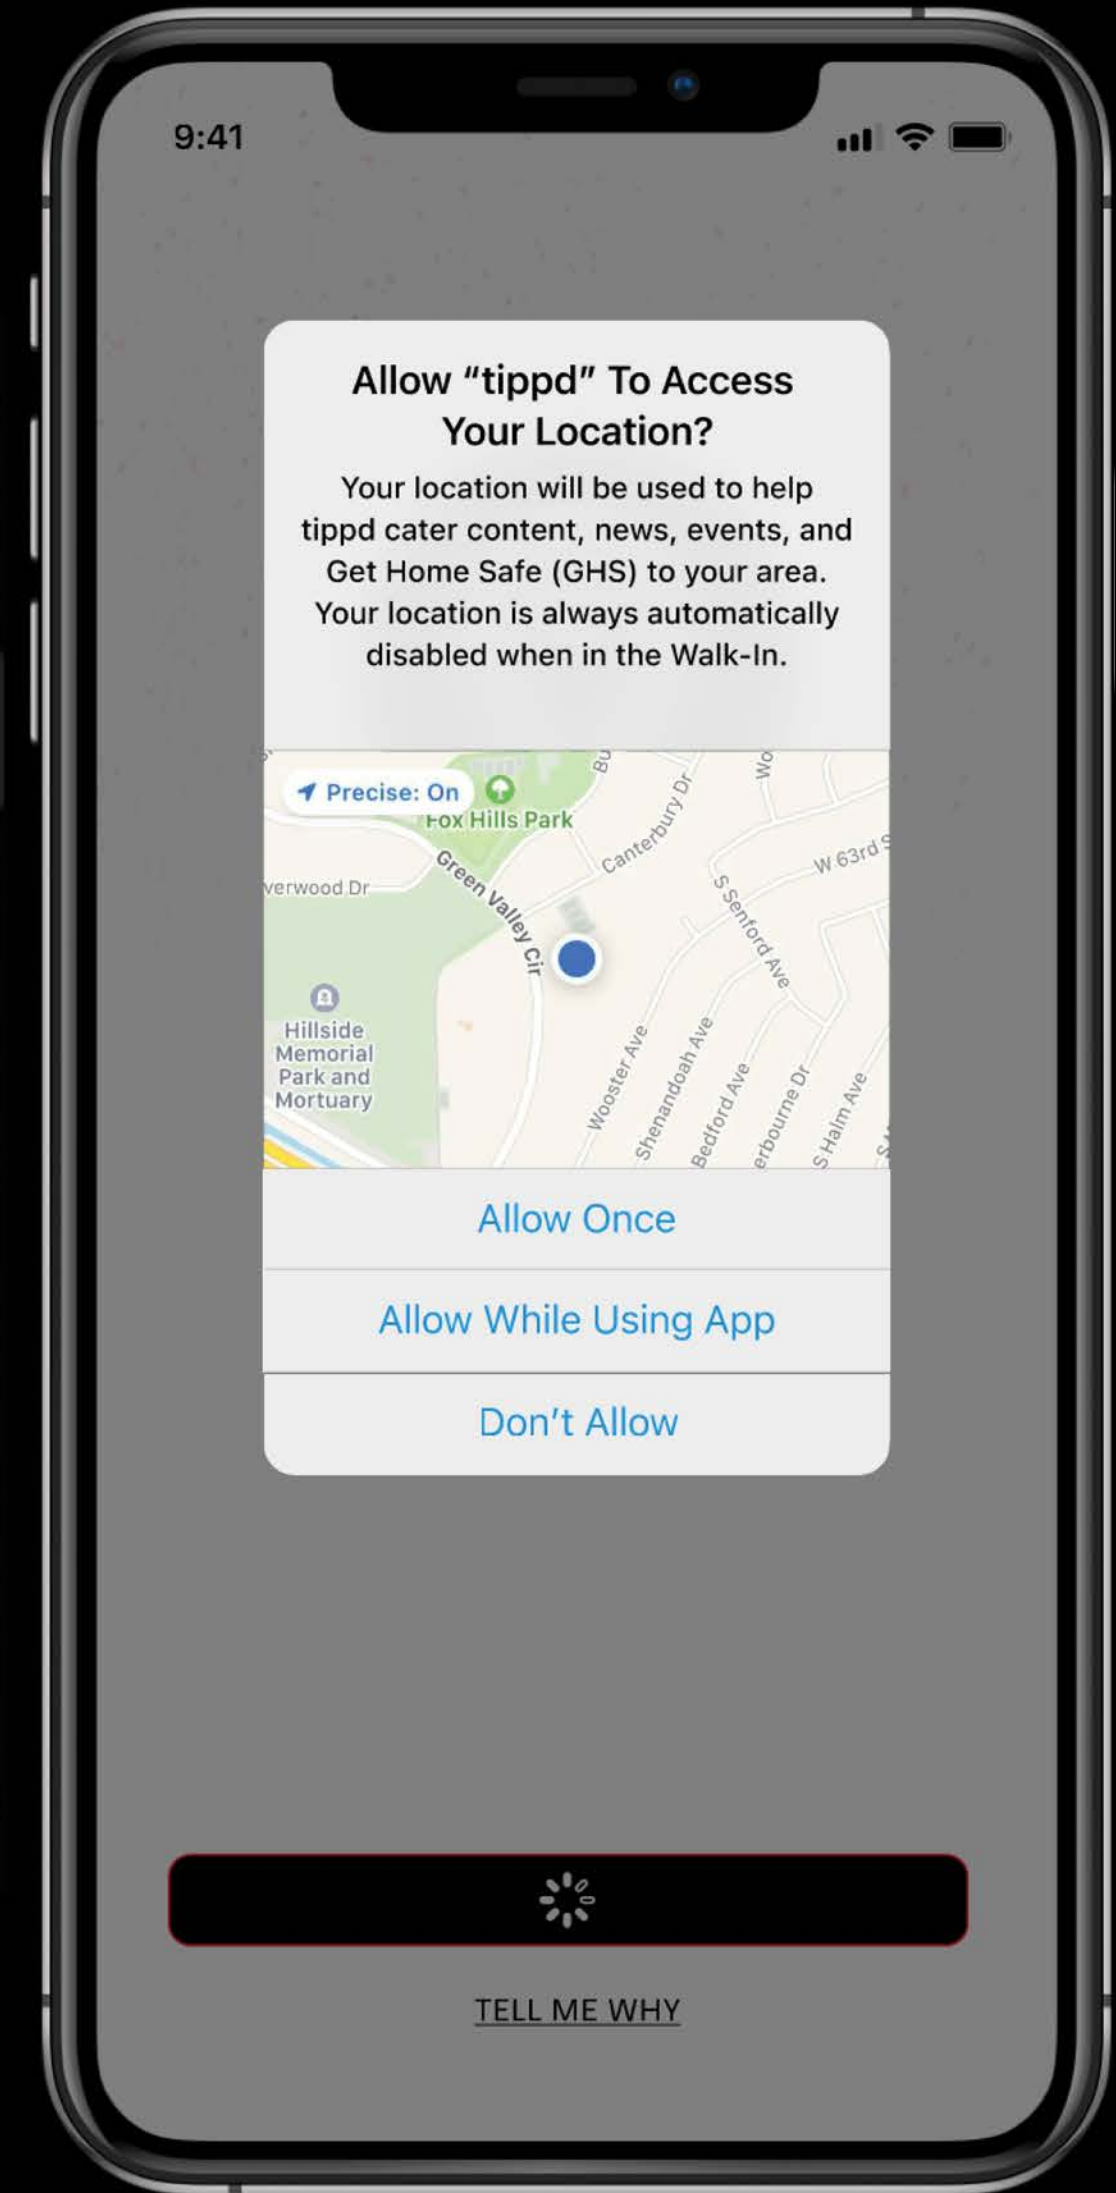 9:41
Allow “tippd” To Access
Your Location?
Your location will be used to help
tippd cater content, news, events, and
Get Home Safe (GHS) to your area.
Your location is always automatically
disabled when in the Walk-In.
Precise: On
Fox Hills Park
Bu
Canterbury Dr
Wo
W 63rd S
verwood Dr
Green Valley Cir
S Senford Ave
Hillside
Memorial
Park and
Mortuary
Wooster Ave
Shenandoah Ave
Bedford Ave
erbourne Dr
S Halm Ave
Allow Once
Allow While Using App
Don’t Allow
TELL ME WHY